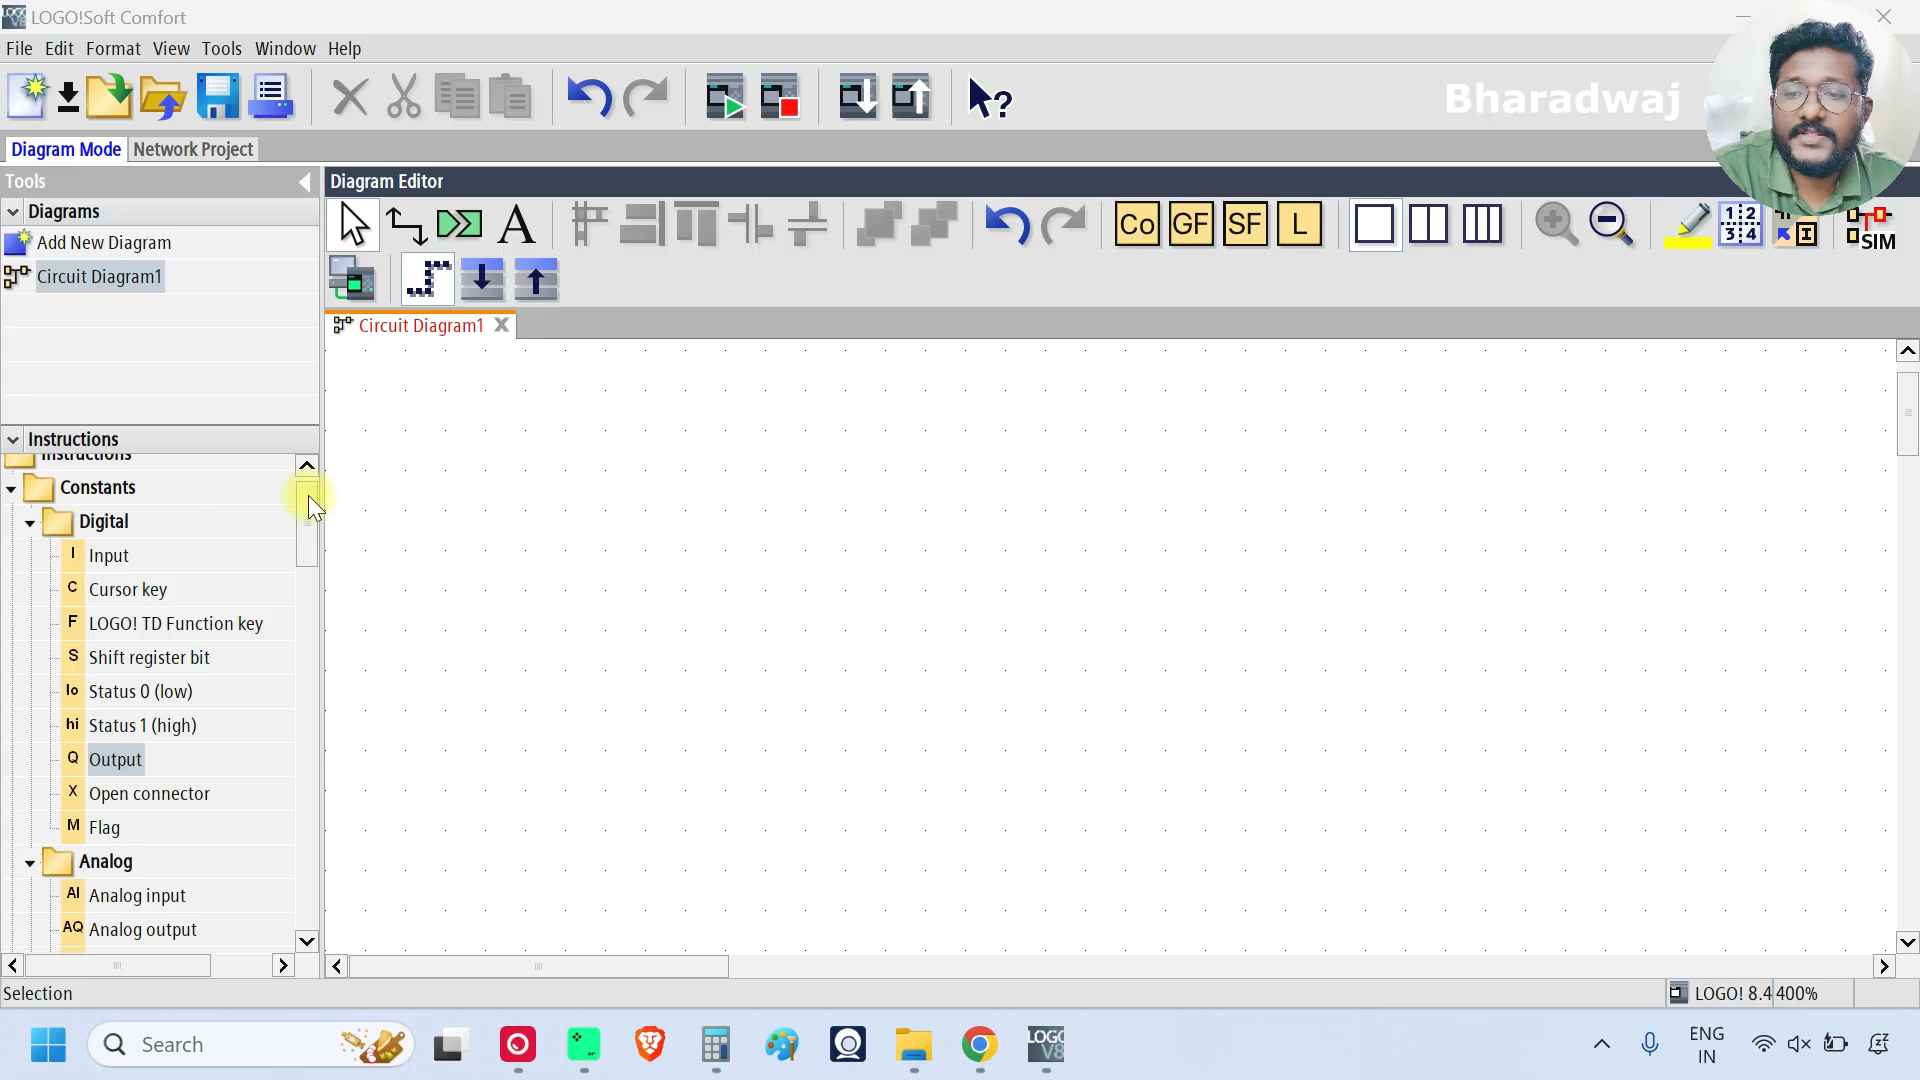 LOGO!Soft Comfort
File Edit Format View Tools Window Help
Bharadwaj
Diagram Mode Network Project
Tools
Diagram Editor
Diagrams
A Co GF SF L 1 2 3 4 SIM
Add New Diagram
Circuit Diagram1
Circuit Diagram1
Instructions
Instructions
Constants
Digital
I Input
C Cursor key
F LOGO! TD Function key
S Shift register bit
lo Status 0 (low)
hi Status 1 (high)
Q Output
X Open connector
M Flag
Analog
AI Analog input
AQ Analog output
Selection
LOGO! 8.4 400%
Search
LOGO
V8
ENG
IN